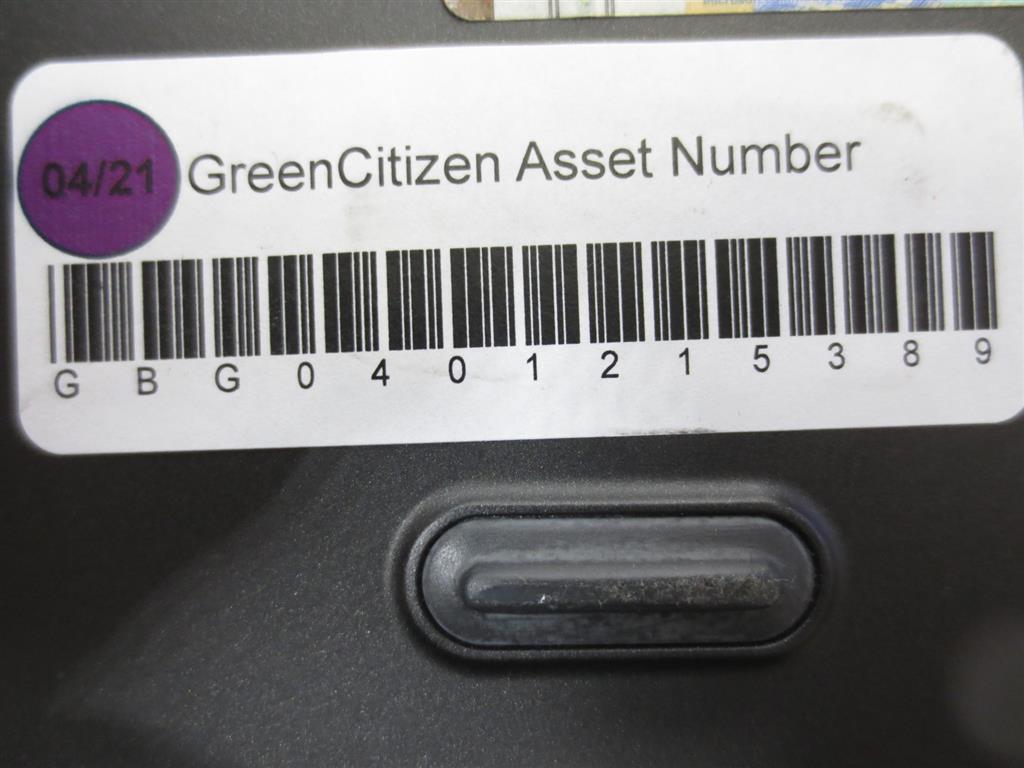 04/21 GreenCitizen Asset Number
G B G 0 4 0 1 2 1 5 3 8 9